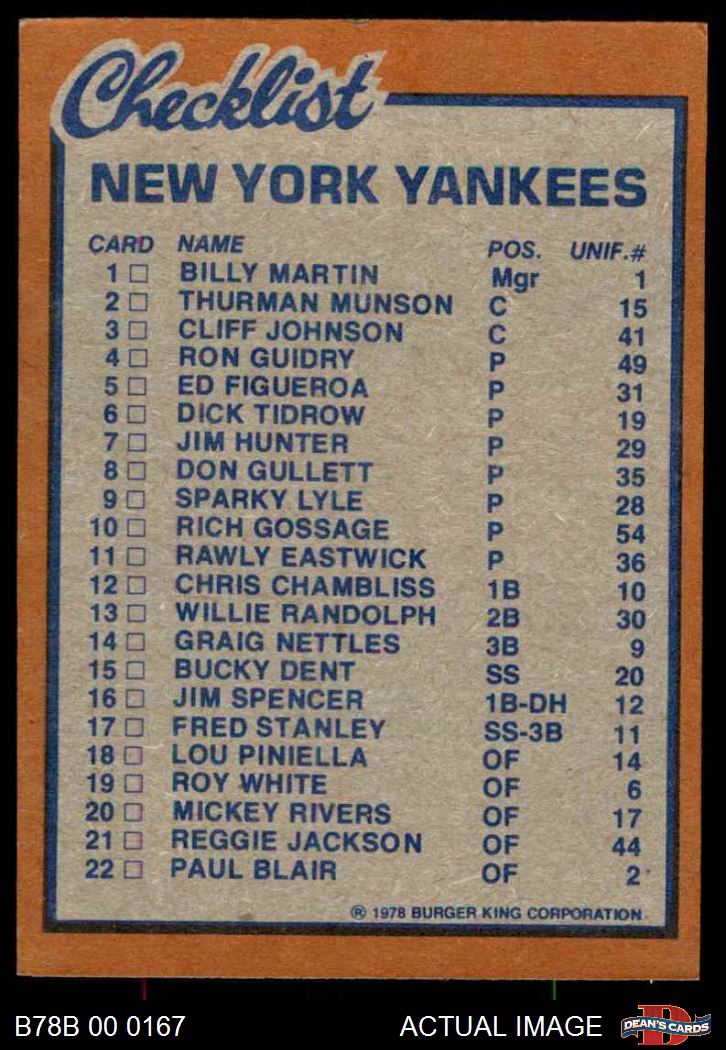 Checklist
NEW YORK YANKEES
CARD NAME POS. UNIF.#
1 □ BILLY MARTIN Mgr 1
2 □ THURMAN MUNSON C 15
3 □ CLIFF JOHNSON C 41
4 □ RON GUIDRY P 49
5 □ ED FIGUEROA P 31
6 □ DICK TIDROW P 19
7 □ JIM HUNTER P 29
8 □ DON GULLETT P 35
9 □ SPARKY LYLE P 28
10 □ RICH GOSSAGE P 54
11 □ RAWLY EASTWICK P 36
12 □ CHRIS CHAMBLISS 1B 10
13 □ WILLIE RANDOLPH 2B 30
14 □ GRAIG NETTLES 3B 9
15 □ BUCKY DENT SS 20
16 □ JIM SPENCER 1B-DH 12
17 □ FRED STANLEY SS-3B 11
18 □ LOU PINIELLA OF 14
19 □ ROY WHITE OF 6
20 □ MICKEY RIVERS OF 17
21 □ REGGIE JACKSON OF 44
22 □ PAUL BLAIR OF 2
® 1978 BURGER KING CORPORATION
B78B 00 0167 ACTUAL IMAGE D DEAN'S CARDS